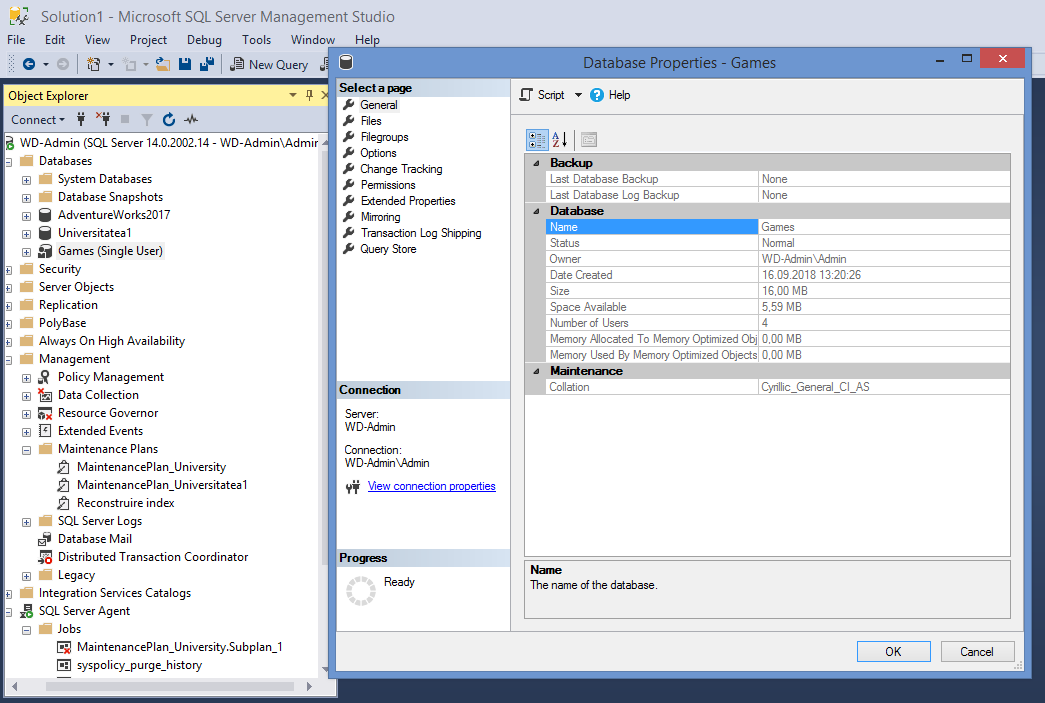 Solution1 - Microsoft SQL Server Management Studio
File Edit View Project Debug Tools Window Help
New Query
Object Explorer
Connect
WD-Admin (SQL Server 14.0.2002.14 - WD-Admin\Admir
Databases
System Databases
Database Snapshots
AdventureWorks2017
Universitatea1
Games (Single User)
Security
Server Objects
Replication
PolyBase
Always On High Availability
Management
Policy Management
Data Collection
Resource Governor
Extended Events
Maintenance Plans
MaintenancePlan_University
MaintenancePlan_Universitatea1
Reconstruire index
SQL Server Logs
Database Mail
Distributed Transaction Coordinator
Legacy
Integration Services Catalogs
SQL Server Agent
Jobs
MaintenancePlan_University.Subplan_1
syspolicy_purge_history
Database Properties - Games
Select a page
General
Files
Filegroups
Options
Change Tracking
Permissions
Extended Properties
Mirroring
Transaction Log Shipping
Query Store
Connection
Server:
WD-Admin
Connection:
WD-Admin\Admin
View connection properties
Progress
Ready
Script Help
Backup
Last Database Backup None
Last Database Log Backup None
Database
Name Games
Status Normal
Owner WD-Admin\Admin
Date Created 16.09.2018 13:20:26
Size 16,00 MB
Space Available 5,59 MB
Number of Users 4
Memory Allocated To Memory Optimized Obj 0,00 MB
Memory Used By Memory Optimized Objects 0,00 MB
Maintenance
Collation Cyrillic_General_CI_AS
Name
The name of the database.
OK Cancel